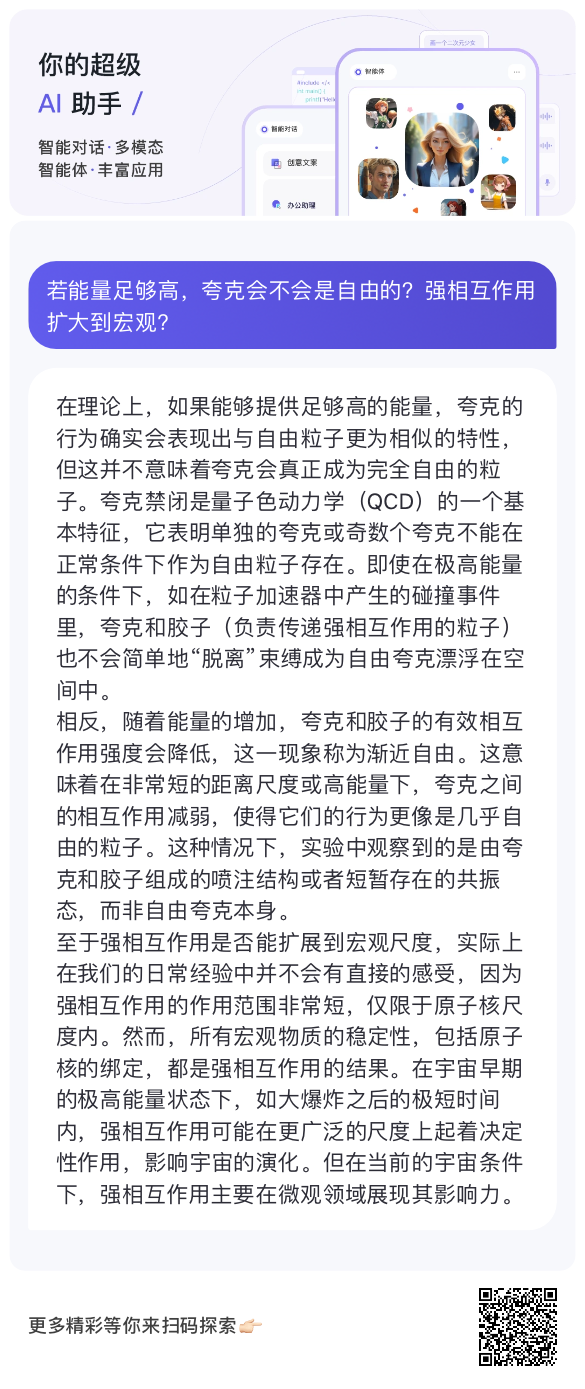 你的超级
AI 助手 /
智能对话·多模态
智能体·丰富应用
画一个二次元少女
智能体
#include </
int main() {
print("Hello
智能对话
创意文案
办公助理
若能量足够高，夸克会不会是自由的？强相互作用
扩大到宏观？
在理论上，如果能够提供足够高的能量，夸克的
行为确实会表现出与自由粒子更为相似的特性，
但这并不意味着夸克会真正成为完全自由的粒
子。夸克禁闭是量子色动力学（QCD）的一个基
本特征，它表明单独的夸克或奇数个夸克不能在
正常条件下作为自由粒子存在。即使在极高能量
的条件下，如在粒子加速器中产生的碰撞事件
里，夸克和胶子（负责传递强相互作用的粒子）
也不会简单地“脱离”束缚成为自由夸克漂浮在空
间中。
相反，随着能量的增加，夸克和胶子的有效相互
作用强度会降低，这一现象称为渐近自由。这意
味着在非常短的距离尺度或高能量下，夸克之间
的相互作用减弱，使得它们的行为更像是几乎自
由的粒子。这种情况下，实验中观察到的是由夸
克和胶子组成的喷注结构或者短暂存在的共振
态，而非自由夸克本身。
至于强相互作用是否能扩展到宏观尺度，实际上
在我们的日常经验中并不会有直接的感受，因为
强相互作用的作用范围非常短，仅限于原子核尺
度内。然而，所有宏观物质的稳定性，包括原子
核的绑定，都是强相互作用的结果。在宇宙早期
的极高能量状态下，如大爆炸之后的极短时间
内，强相互作用可能在更广泛的尺度上起着决定
性作用，影响宇宙的演化。但在当前的宇宙条件
下，强相互作用主要在微观领域展现其影响力。
更多精彩等你来扫码探索👉🏻